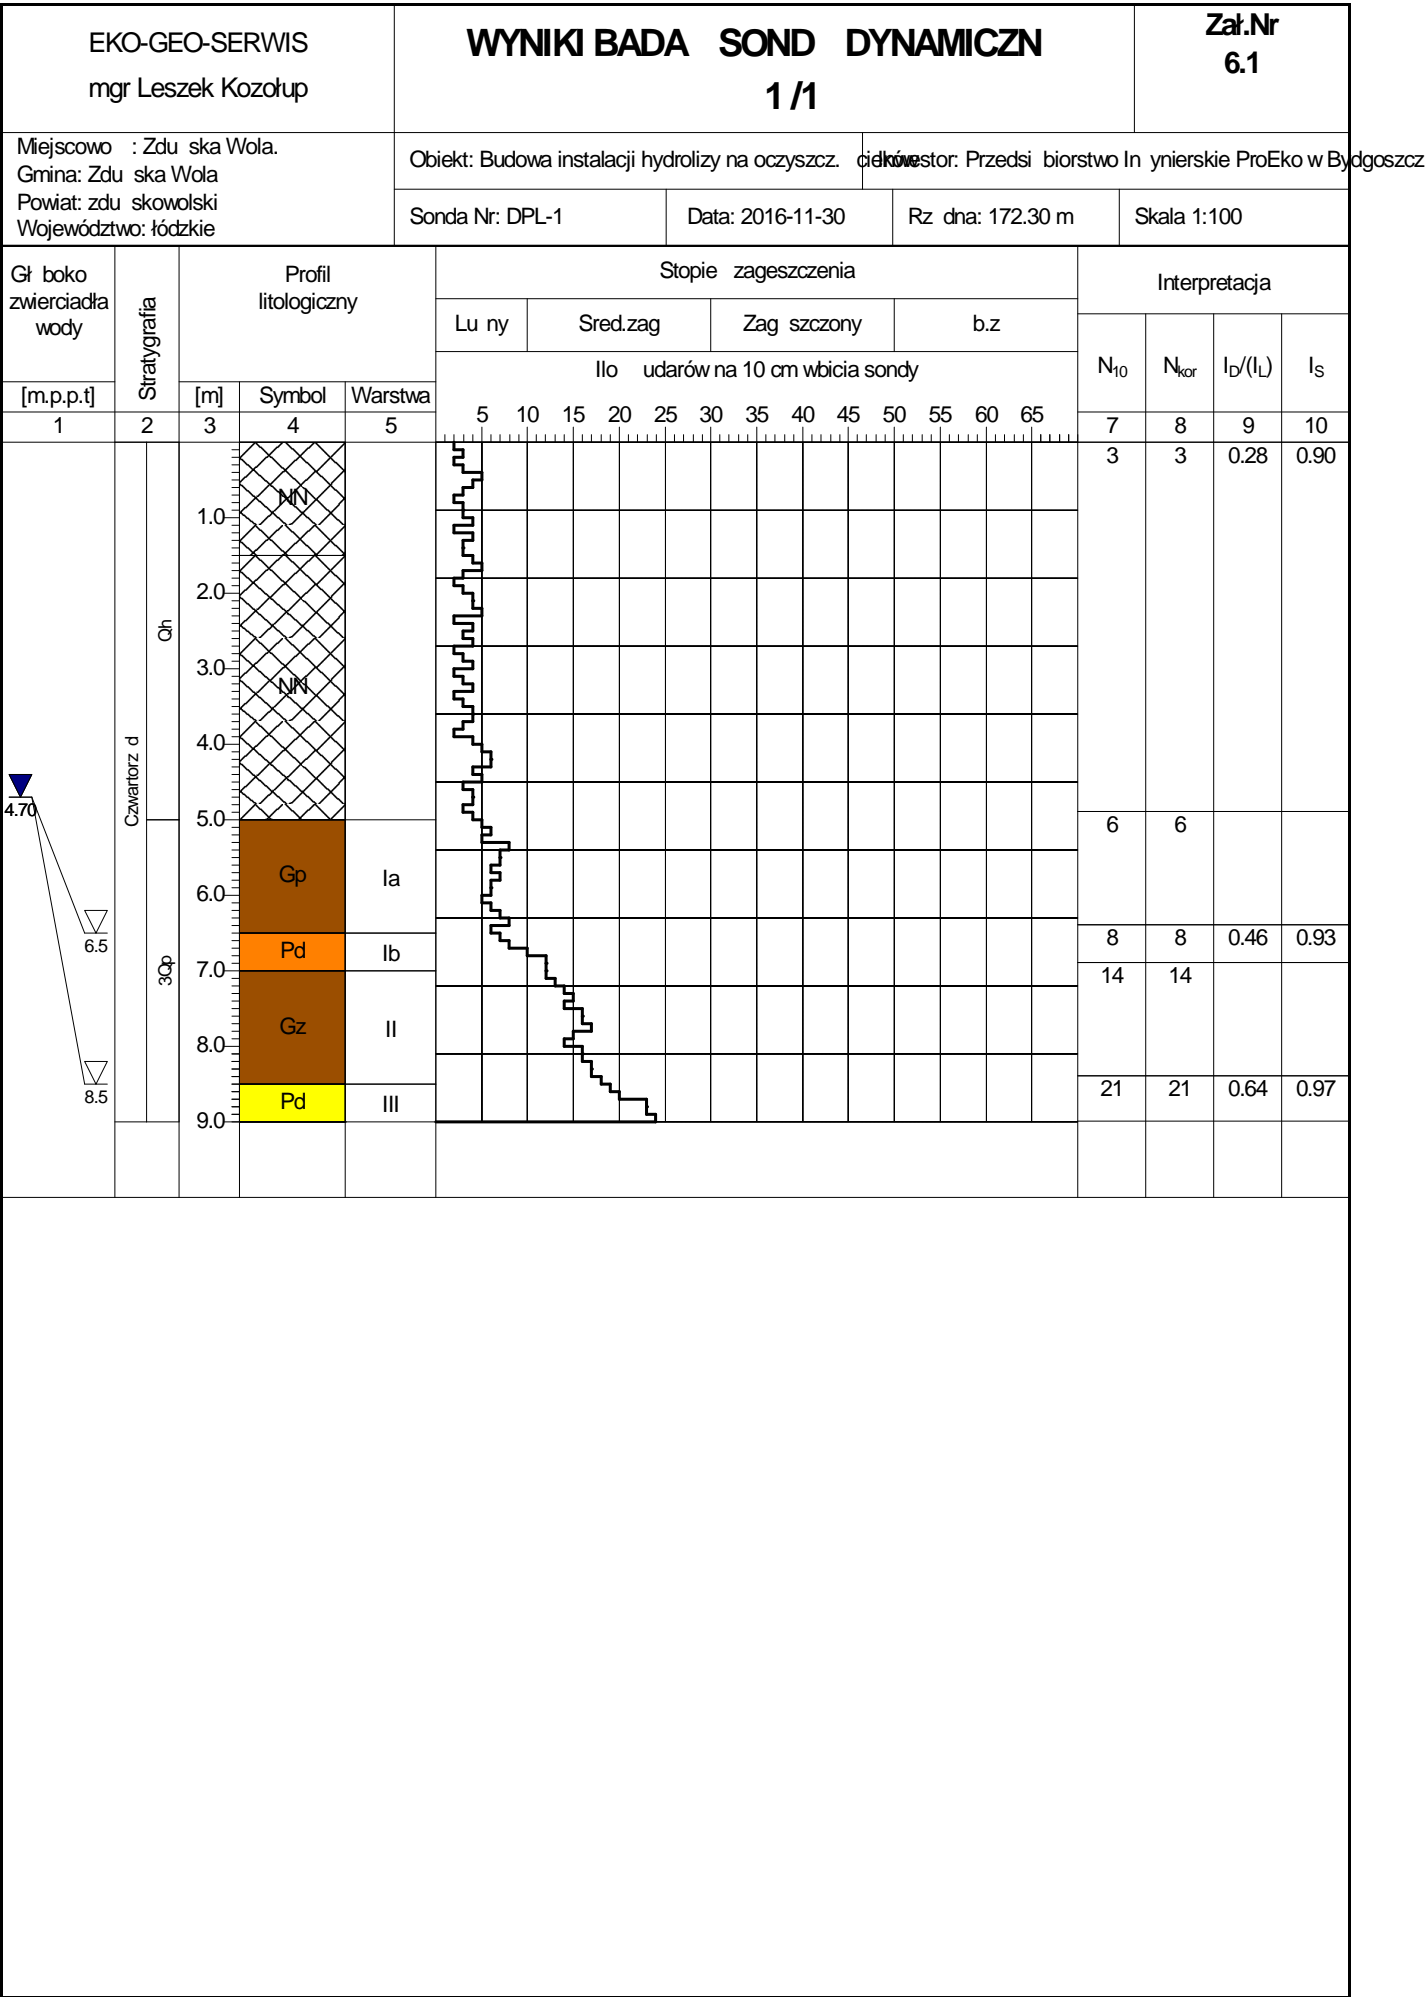 EKO-GEO-SERWIS
mgr Leszek Kozołup
WYNIKI BADA SOND DYNAMICZN
1 /1
Zał.Nr
6.1
Miejscowo : Zdu ska Wola.
Gmina: Zdu ska Wola
Powiat: zdu skowolski
Województwo: łódzkie
Obiekt: Budowa instalacji hydrolizy na oczyszcz. cieków
Inwestor: Przedsi biorstwo In ynierskie ProEko w Bydgoszcz
Sonda Nr: DPL-1
Data: 2016-11-30
Rz dna: 172.30 m
Skala 1:100
Gł boko
zwierciadła
wody
[m.p.p.t]
Stratygrafia
Profil
litologiczny
[m] Symbol Warstwa
Stopie zageszczenia
Lu ny Sred.zag Zag szczony b.z
Ilo udarów na 10 cm wbicia sondy
5 10 15 20 25 30 35 40 45 50 55 60 65
Interpretacja
N10 Nkor ID/(IL) IS
1 2 3 4 5 7 8 9 10
3 3 0.28 0.90
NN
1.0
2.0
Qh
3.0
NN
4.0
Czwartorz d
4.70
5.0
6 6
Gp Ia
6.0
6.5
8 8 0.46 0.93
Pd Ib
7.0
3Qp
14 14
Gz II
8.0
8.5
21 21 0.64 0.97
Pd III
9.0